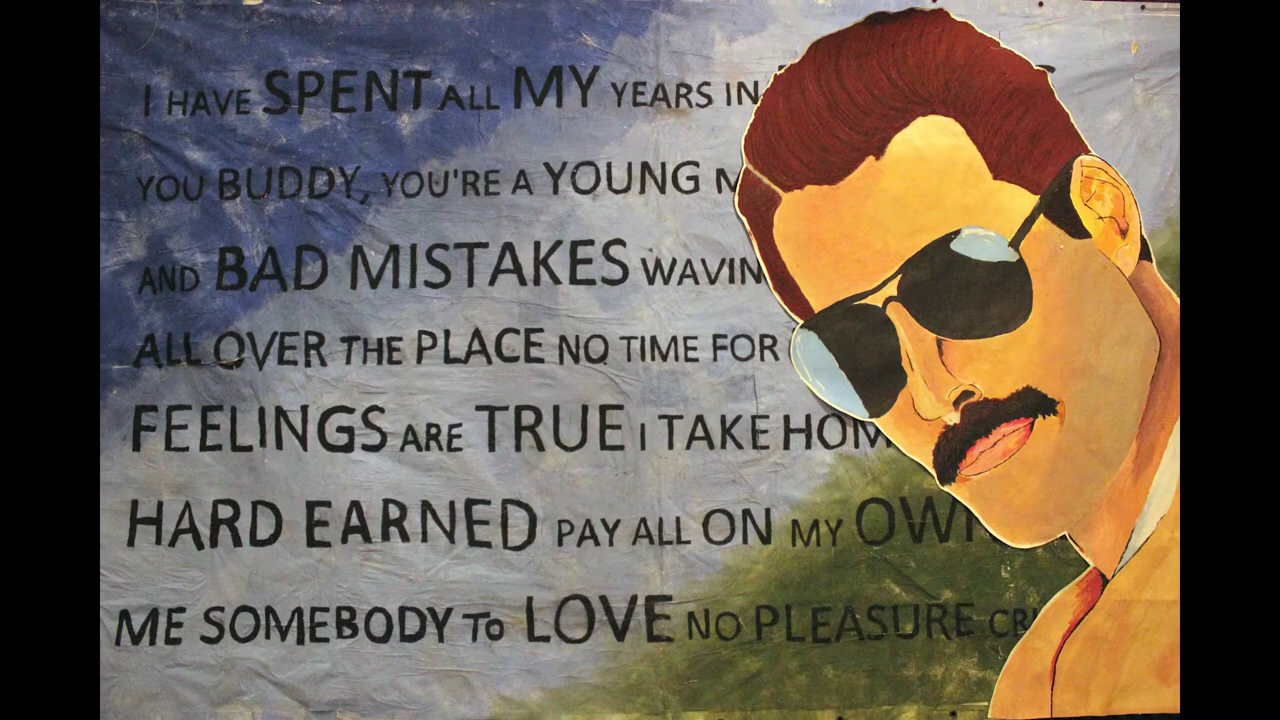 I HAVE SPENT ALL MY YEARS IN
YOU BUDDY, YOU'RE A YOUNG
AND BAD MISTAKES WAVIN
ALL OVER THE PLACE NO TIME FOR
FEELINGS ARE TRUE I TAKE HOM
HARD EARNED PAY ALL ON MY OWN
ME SOMEBODY TO LOVE NO PLEASURE CR